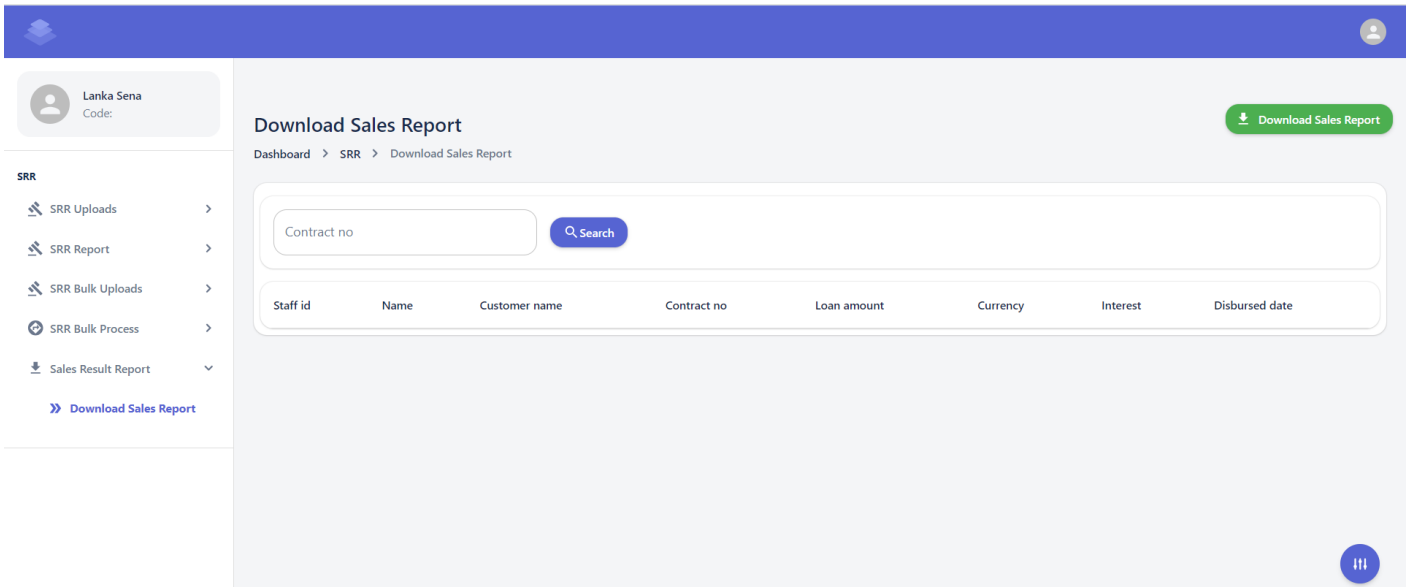 Lanka Sena
Code:
SRR
SRR Uploads
SRR Report
SRR Bulk Uploads
SRR Bulk Process
Sales Result Report
Download Sales Report
Download Sales Report
Dashboard > SRR > Download Sales Report
Download Sales Report
Contract no
Search
Staff id Name Customer name Contract no Loan amount Currency Interest Disbursed date